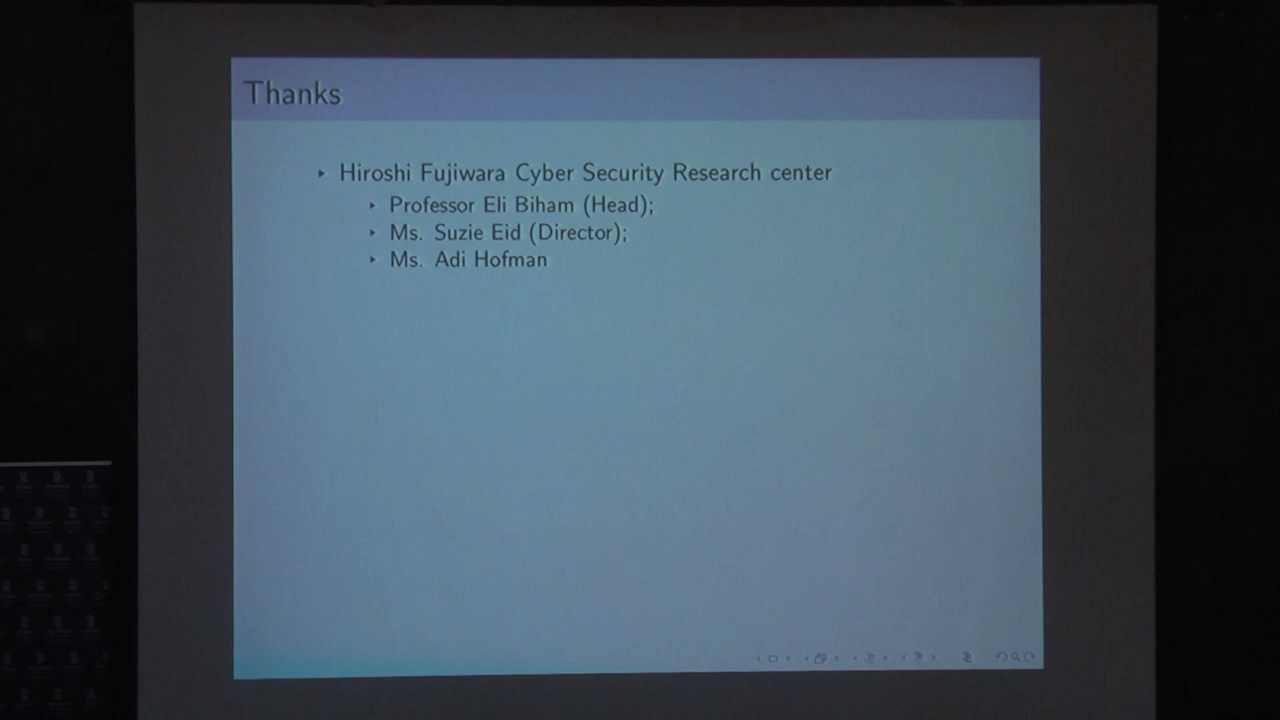 Thanks
Hiroshi Fujiwara Cyber Security Research center
Professor Eli Biham (Head);
Ms. Suzie Eid (Director);
Ms. Adi Hofman